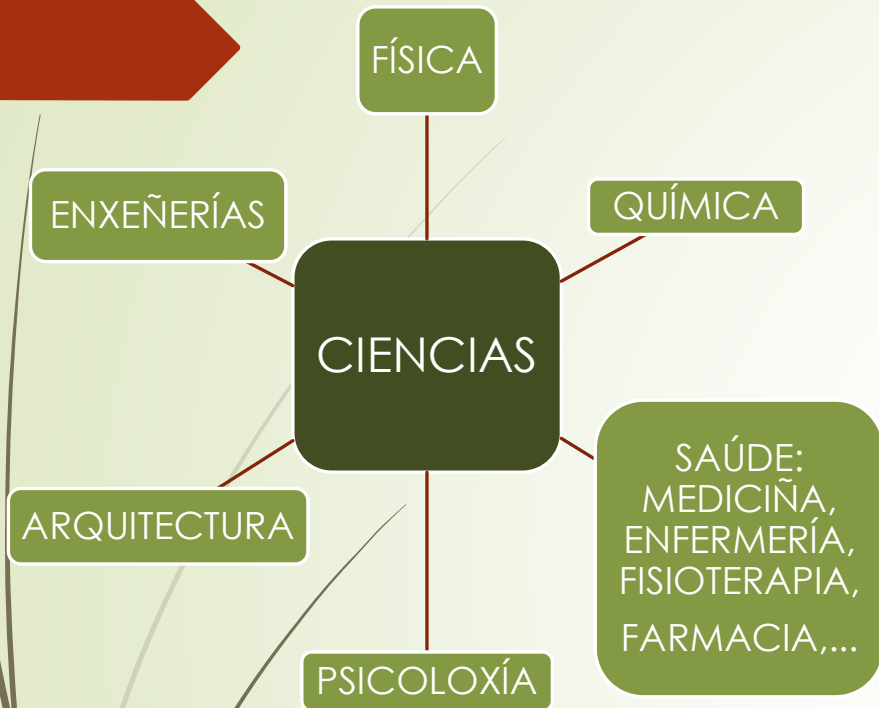 FÍSICA
ENXEÑERÍAS
QUÍMICA
CIENCIAS
SAÚDE:
MEDICIÑA,
ENFERMERÍA,
FISIOTERAPIA,
FARMACIA,...
ARQUITECTURA
PSICOLOXÍA